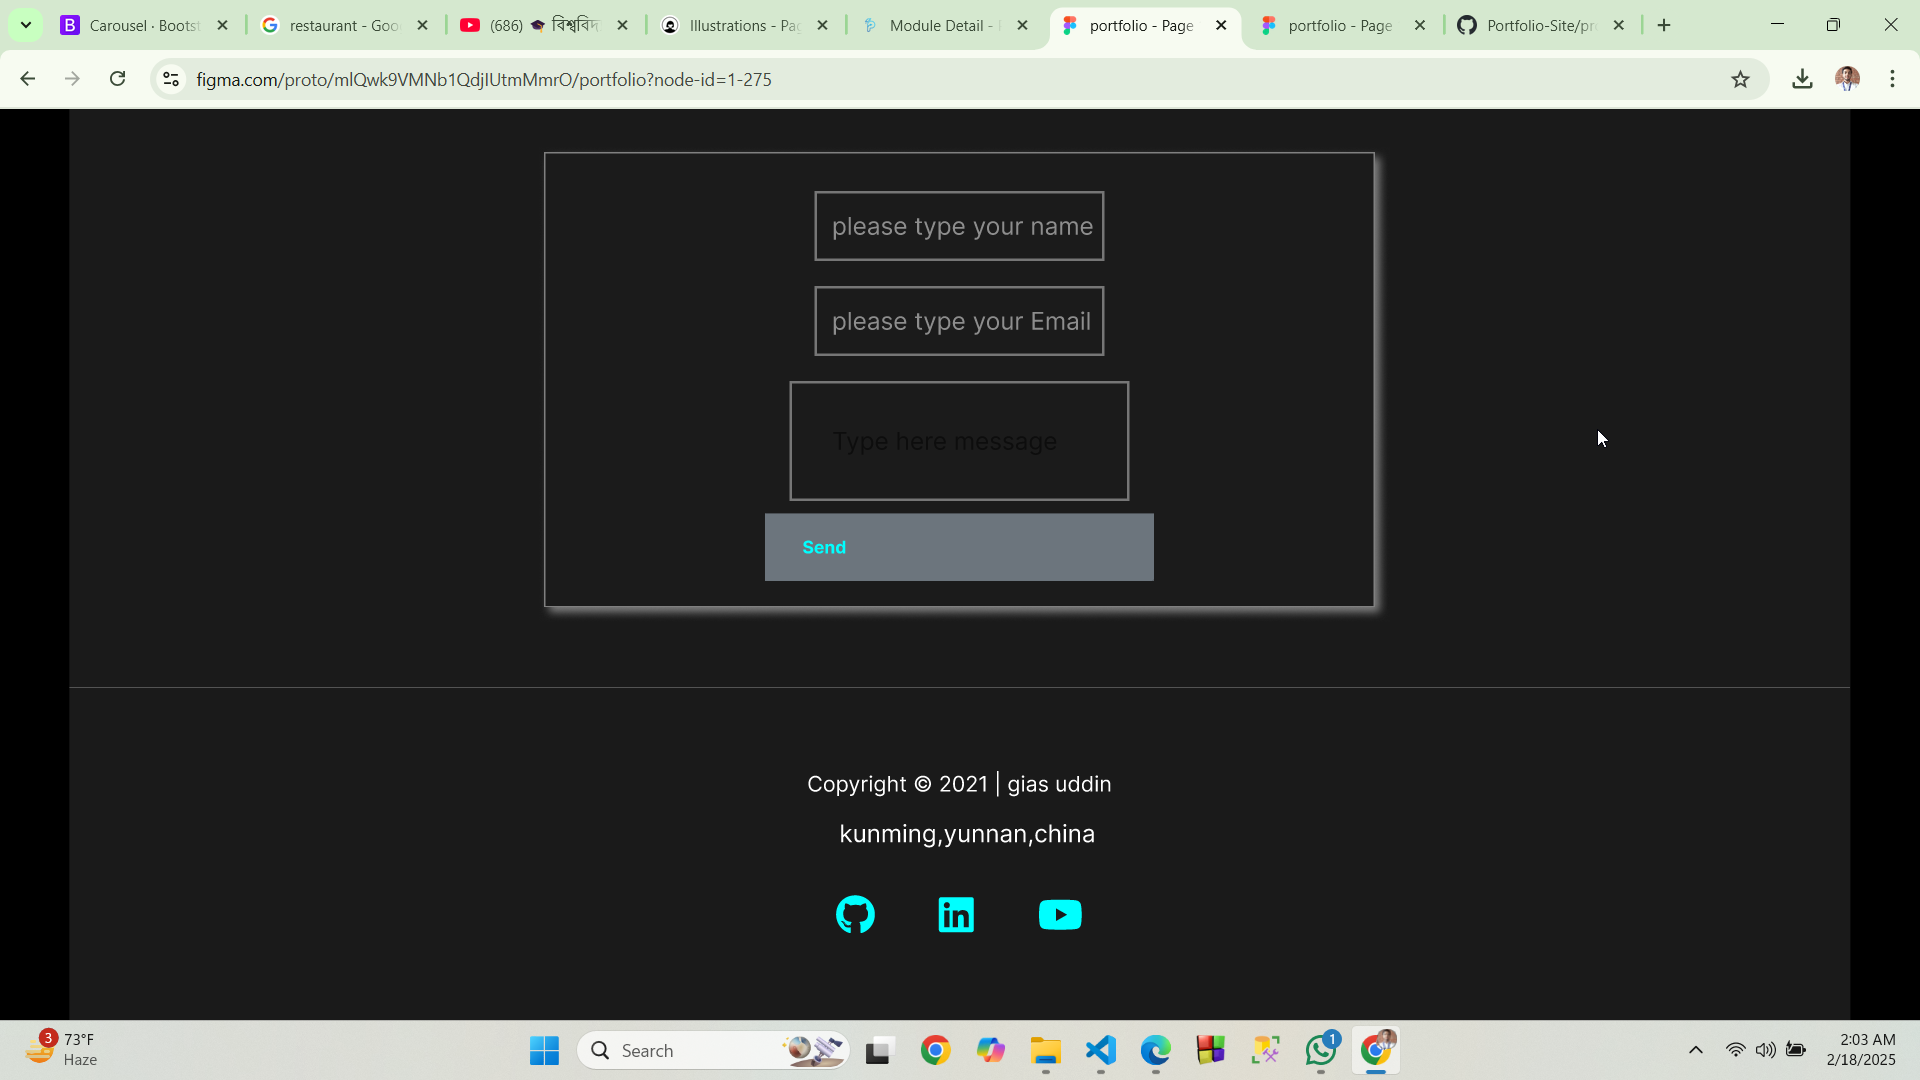 Carousel · Bootst
restaurant - Goo
(686) 🎓 বিশ্ববিদ
Illustrations - Pag
Module Detail -
portfolio - Page
portfolio - Page
Portfolio-Site/pr
figma.com/proto/mlQwk9VMNb1QdjIUtmMmrO/portfolio?node-id=1-275
please type your name
please type your Email
Type here message
Send
Copyright © 2021 | gias uddin
kunming,yunnan,china
3
73°F
Haze
Search
1
2:03 AM
2/18/2025